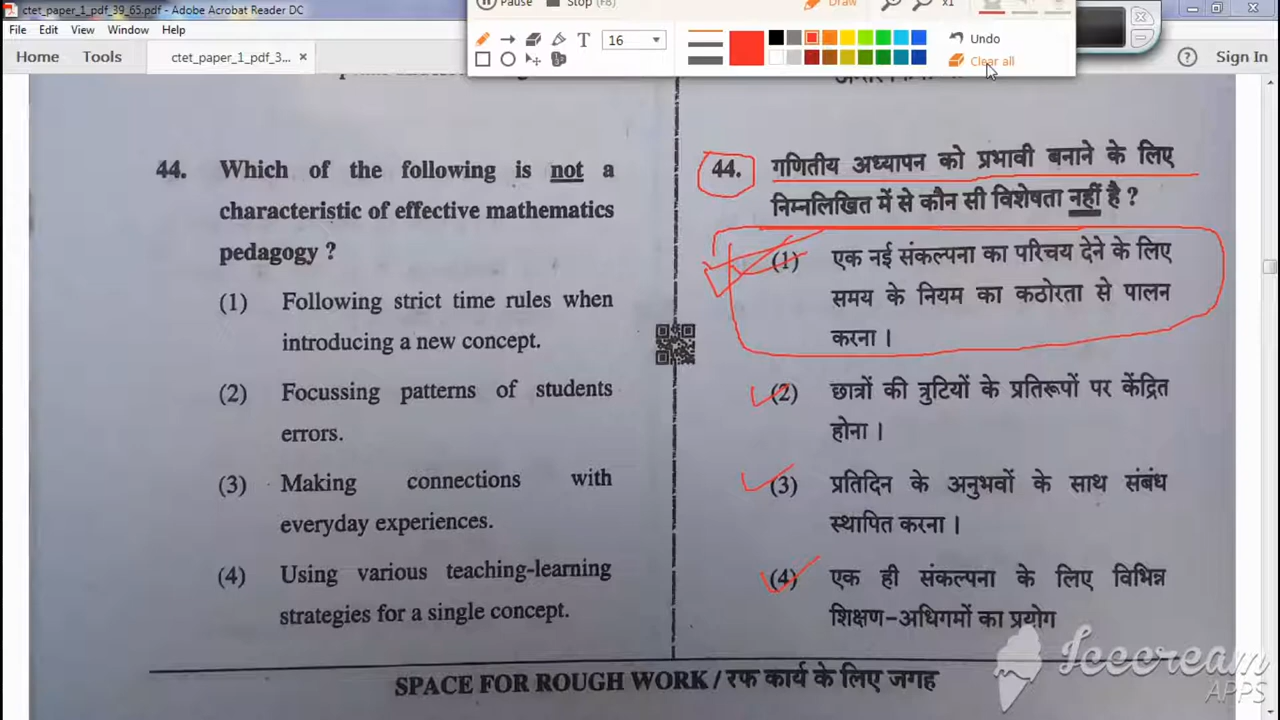 ctet_paper_1_pdf_39_65.pdf - Adobe Acrobat Reader DC
Pause
Stop (F8)
Draw
x1
File Edit View Window Help
T 16
Undo
Clear all
Home Tools ctet_paper_1_pdf_3... ×
Sign In
44. Which of the following is not a
characteristic of effective mathematics
pedagogy ?
(1) Following strict time rules when
introducing a new concept.
(2) Focussing patterns of students
errors.
(3) Making connections with
everyday experiences.
(4) Using various teaching-learning
strategies for a single concept.
44. गणितीय अध्यापन को प्रभावी बनाने के लिए
निम्नलिखित में से कौन सी विशेषता नहीं है ?
(1) एक नई संकल्पना का परिचय देने के लिए
समय के नियम का कठोरता से पालन
करना ।
(2) छात्रों की त्रुटियों के प्रतिरूपों पर केंद्रित
होना ।
(3) प्रतिदिन के अनुभवों के साथ संबंध
स्थापित करना ।
(4) एक ही संकल्पना के लिए विभिन्न
शिक्षण-अधिगमों का प्रयोग
SPACE FOR ROUGH WORK / रफ कार्य के लिए जगह
Icecream
APPS